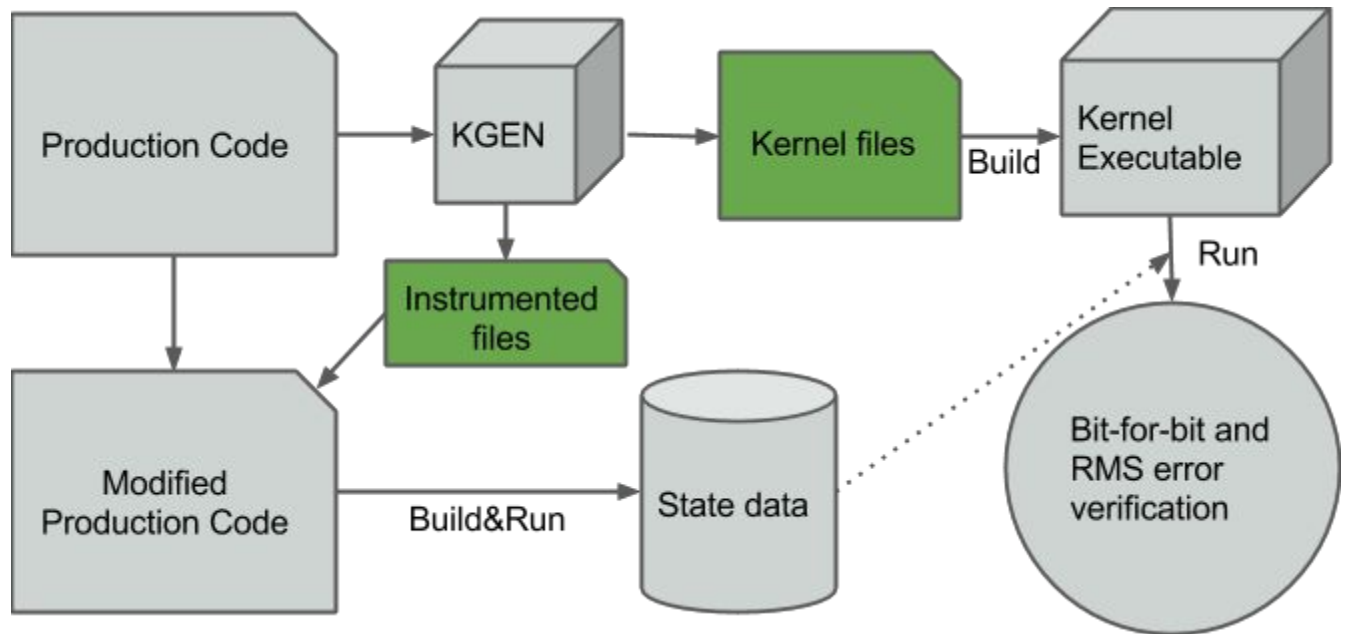 Production Code
KGEN
Kernel files
Build
Kernel
Executable
Run
Instrumented
files
Modified
Production Code
Build&Run
State data
Bit-for-bit and
RMS error
verification